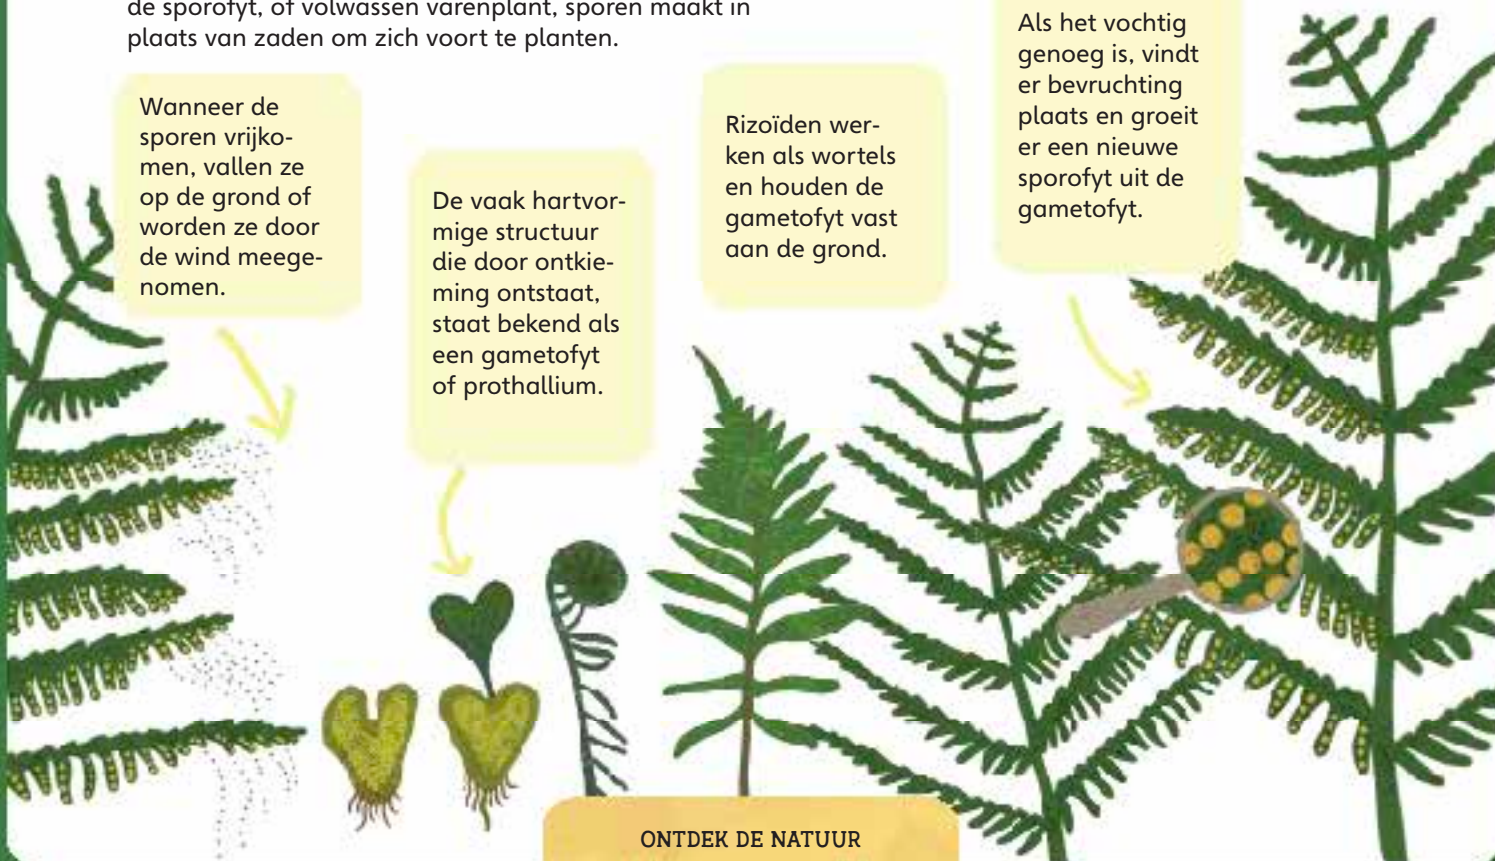 de sporofyt, of volwassen varenplant, sporen maakt in
plaats van zaden om zich voort te planten.
Wanneer de
sporen vrijko-
men, vallen ze
op de grond of
worden ze door
de wind meege-
nomen.
De vaak hartvor-
mige structuur
die door ontkie-
ming ontstaat,
staat bekend als
een gametofyt
of prothallium.
Rizoïden wer-
ken als wortels
en houden de
gametofyt vast
aan de grond.
Als het vochtig
genoeg is, vindt
er bevruchting
plaats en groeit
er een nieuwe
sporofyt uit de
gametofyt.
ONTDEK DE NATUUR